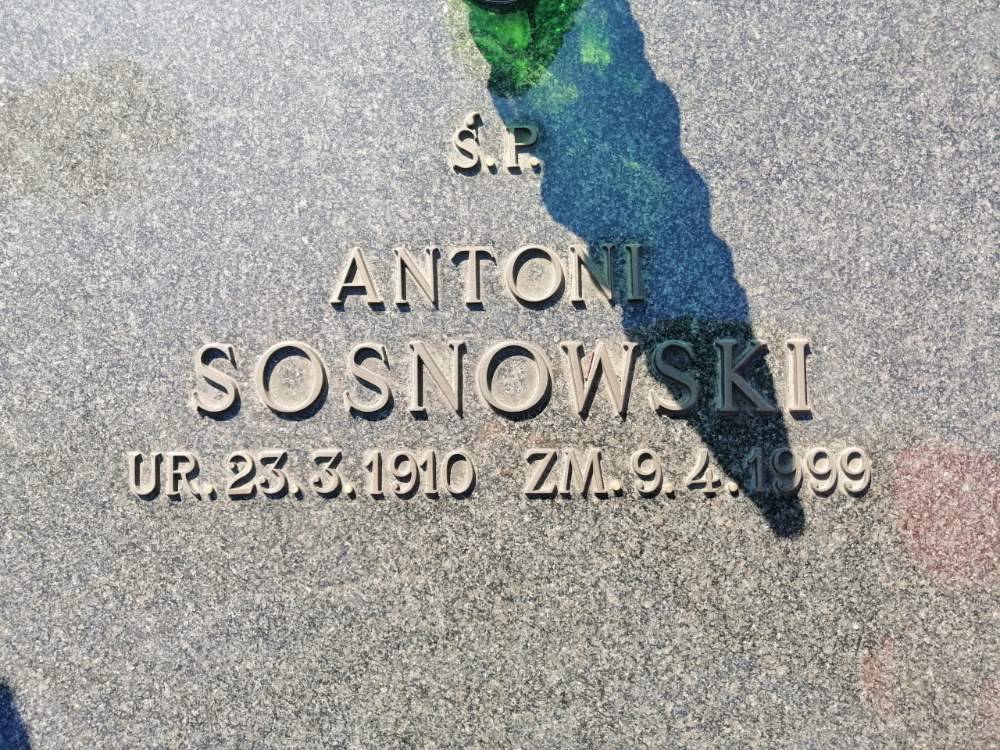 Ś.P.
ANTONI
SOSNOWSKI
UR. 23.3.1910 ZM. 9.4.1999